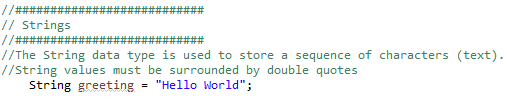 //###########################
// Strings
//###########################
//The String data type is used to store a sequence of characters (text).
//String values must be surrounded by double quotes
String greeting = "Hello World";